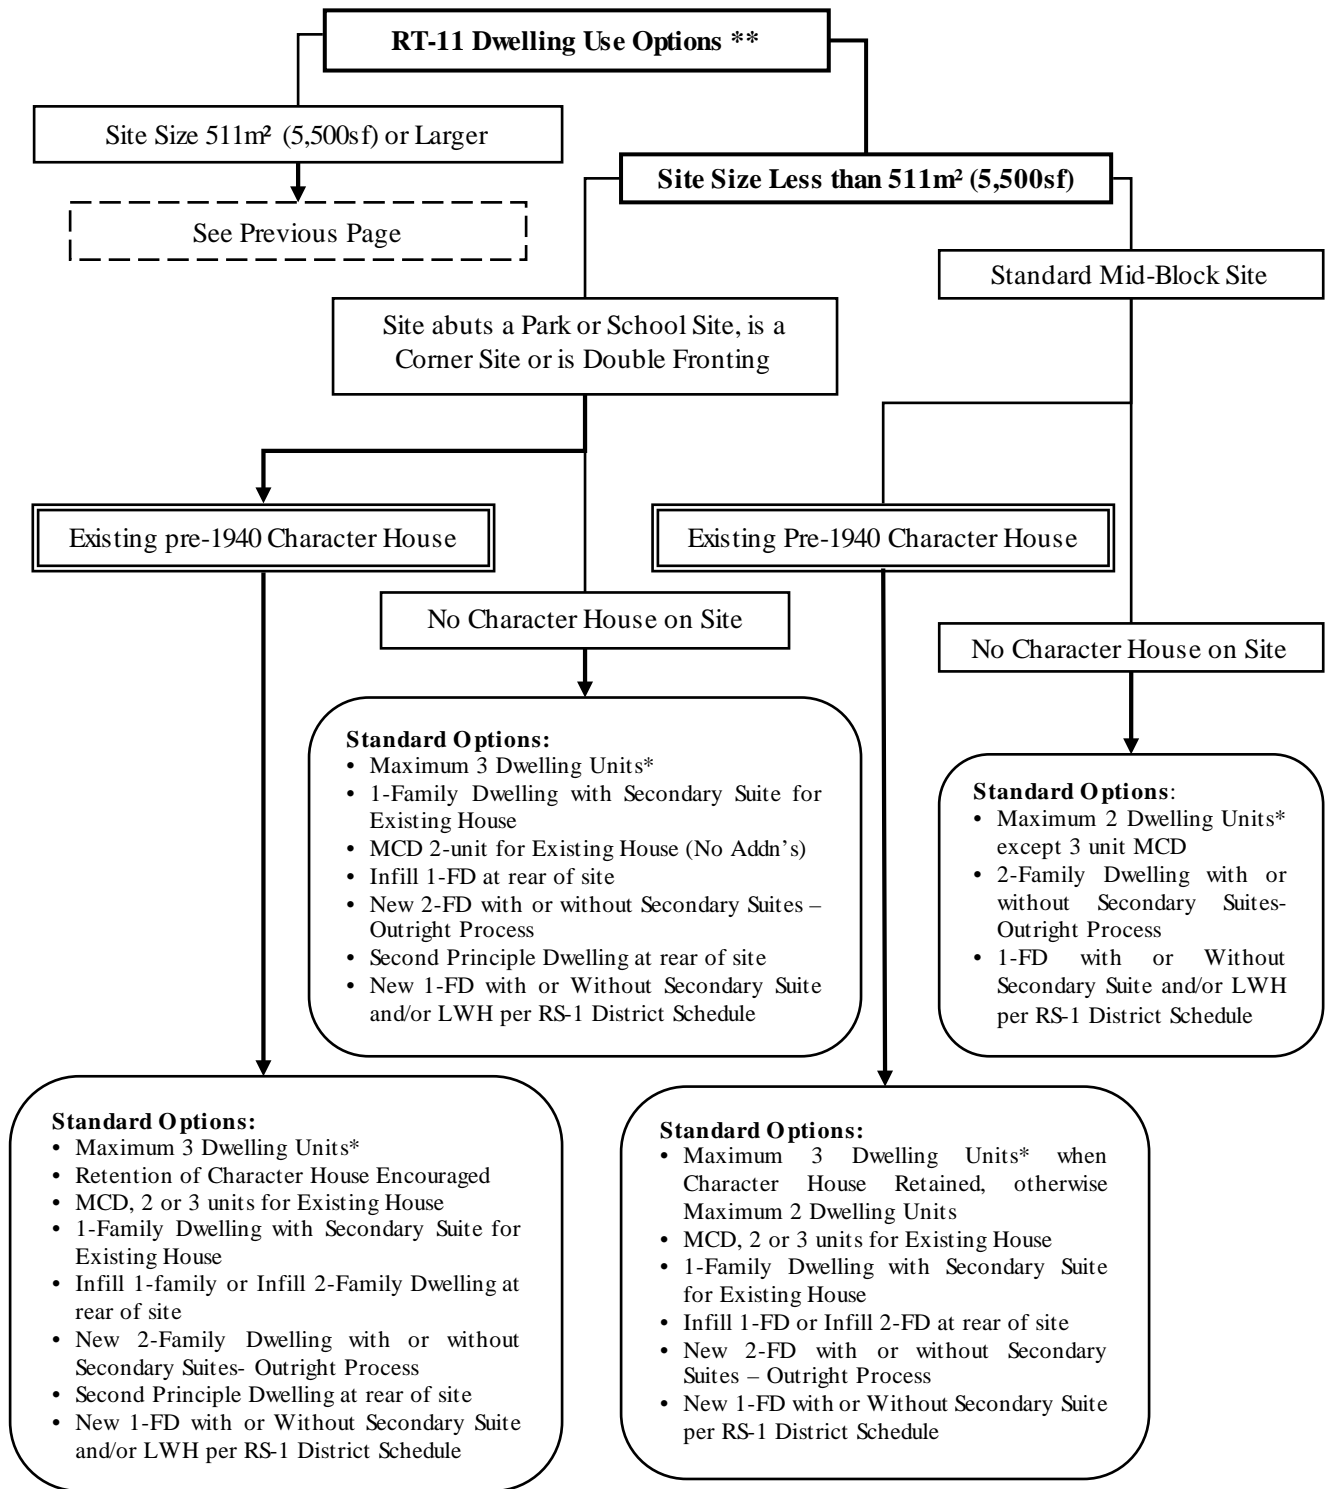 RT-11 Dwelling Use Options **
Site Size 511m² (5,500sf) or Larger
Site Size Less than 511m² (5,500sf)
See Previous Page
Standard Mid-Block Site
Site abuts a Park or School Site, is a
Corner Site or is Double Fronting
Existing pre-1940 Character House
Existing Pre-1940 Character House
No Character House on Site
No Character House on Site
Standard Options:
• Maximum 3 Dwelling Units*
• 1-Family Dwelling with Secondary Suite for
Existing House
• MCD 2-unit for Existing House (No Addn's)
• Infill 1-FD at rear of site
• New 2-FD with or without Secondary Suites –
Outright Process
• Second Principle Dwelling at rear of site
• New 1-FD with or Without Secondary Suite
and/or LWH per RS-1 District Schedule
Standard Options:
• Maximum 2 Dwelling Units*
except 3 unit MCD
• 2-Family Dwelling with or
without Secondary Suites-
Outright Process
• 1-FD with or Without
Secondary Suite and/or LWH
per RS-1 District Schedule
Standard Options:
• Maximum 3 Dwelling Units*
• Retention of Character House Encouraged
• MCD, 2 or 3 units for Existing House
• 1-Family Dwelling with Secondary Suite for
Existing House
• Infill 1-family or Infill 2-Family Dwelling at
rear of site
• New 2-Family Dwelling with or without
Secondary Suites- Outright Process
• Second Principle Dwelling at rear of site
• New 1-FD with or Without Secondary Suite
and/or LWH per RS-1 District Schedule
Standard Options:
• Maximum 3 Dwelling Units* when
Character House Retained, otherwise
Maximum 2 Dwelling Units
• MCD, 2 or 3 units for Existing House
• 1-Family Dwelling with Secondary Suite
for Existing House
• Infill 1-FD or Infill 2-FD at rear of site
• New 2-FD with or without Secondary
Suites – Outright Process
• New 1-FD with or Without Secondary Suite
per RS-1 District Schedule